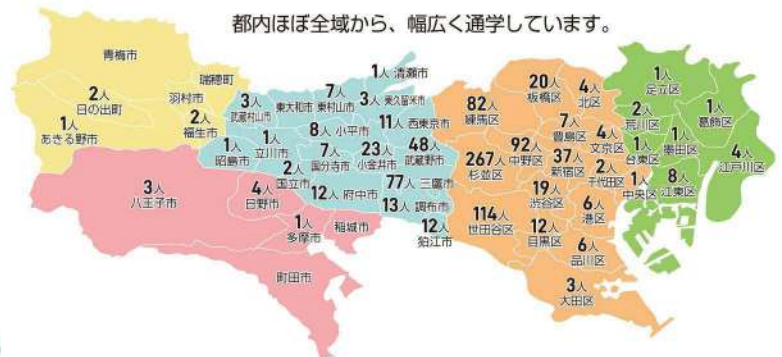 都内ほぼ全域から、幅広く通学しています。
青梅市
瑞穂町
2人
日の出町
羽村市
1人
あきる野市
2人
福生市
3人
八王子市
4人
日野市
1人
多摩市
稲城市
町田市
3人
武蔵村山市
東大和市
7人
東村山市
1人 清瀬市
3人 東久留米市
1人
昭島市
1人
立川市
8人 小平市
11人 西東京市
2人
国立市
7人
国分寺市
23人
小金井市
48人
武蔵野市
12人 府中市
77人 三鷹市
13人 調布市
12人
狛江市
82人
練馬区
20人
板橋区
4人
北区
7人
豊島区
4人
文京区
267人
杉並区
92人
中野区
37人
新宿区
2人
千代田区
19人
渋谷区
6人
港区
114人
世田谷区
12人
目黒区
6人
品川区
3人
大田区
1人
足立区
2人
荒川区
1人
葛飾区
1人
台東区
1人
墨田区
4人
江戸川区
1人
中央区
8人
江東区